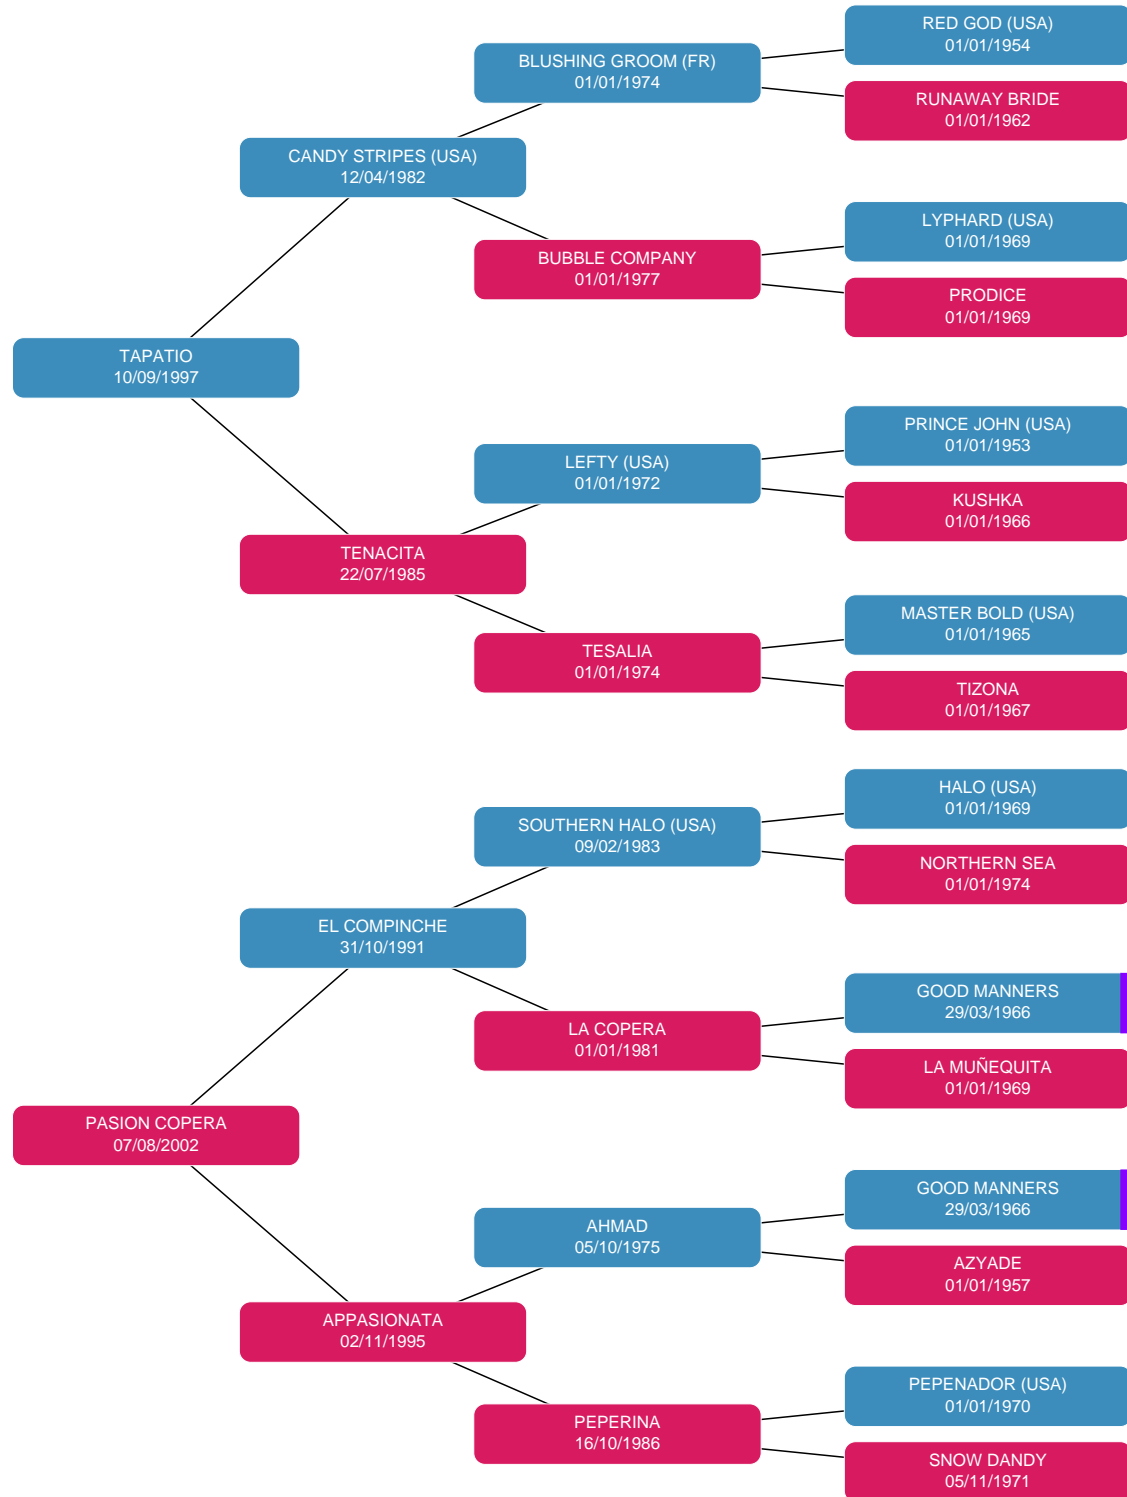 RED GOD (USA)
01/01/1954
BLUSHING GROOM (FR)
01/01/1974
RUNAWAY BRIDE
01/01/1962
CANDY STRIPES (USA)
12/04/1982
LYPHARD (USA)
01/01/1969
BUBBLE COMPANY
01/01/1977
PRODICE
01/01/1969
TAPATIO
10/09/1997
PRINCE JOHN (USA)
01/01/1953
LEFTY (USA)
01/01/1972
KUSHKA
01/01/1966
TENACITA
22/07/1985
MASTER BOLD (USA)
01/01/1965
TESALIA
01/01/1974
TIZONA
01/01/1967
HALO (USA)
01/01/1969
SOUTHERN HALO (USA)
09/02/1983
NORTHERN SEA
01/01/1974
EL COMPINCHE
31/10/1991
GOOD MANNERS
29/03/1966
LA COPERA
01/01/1981
LA MUÑEQUITA
01/01/1969
PASION COPERA
07/08/2002
GOOD MANNERS
29/03/1966
AHMAD
05/10/1975
AZYADE
01/01/1957
APPASIONATA
02/11/1995
PEPENADOR (USA)
01/01/1970
PEPERINA
16/10/1986
SNOW DANDY
05/11/1971